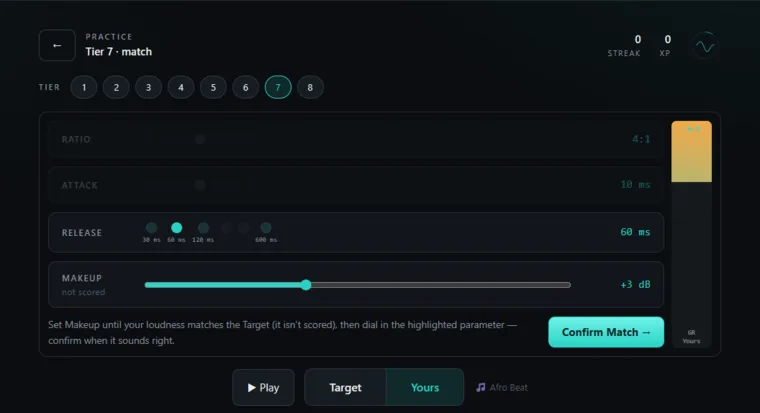 ←
PRACTICE
Tier 7 · match
0
STREAK
0
XP
TIER 1 2 3 4 5 6 7 8
RATIO 4:1
ATTACK 10 ms
RELEASE 60 ms
30 ms 60 ms 120 ms 600 ms
MAKEUP +3 dB
not scored
Set Makeup until your loudness matches the Target (it isn't scored), then dial in the highlighted parameter —
confirm when it sounds right.
Confirm Match →
GR
Yours
▶ Play
Target
Yours
Afro Beat